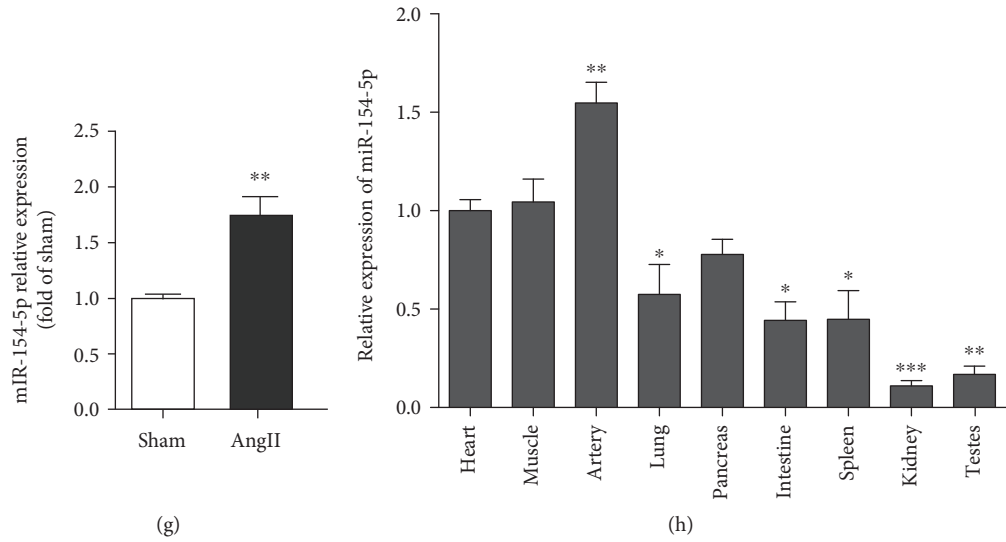 mIR-154-5p relative expression
(fold of sham)
2.5
2.0
1.5
1.0
0.5
0.0
**
Sham
AngII
(g)
Relative expression of miR-154-5p
2.0
1.5
1.0
0.5
0.0
**
*
*
*
***
**
Heart
Muscle
Artery
Lung
Pancreas
Intestine
Spleen
Kidney
Testes
(h)